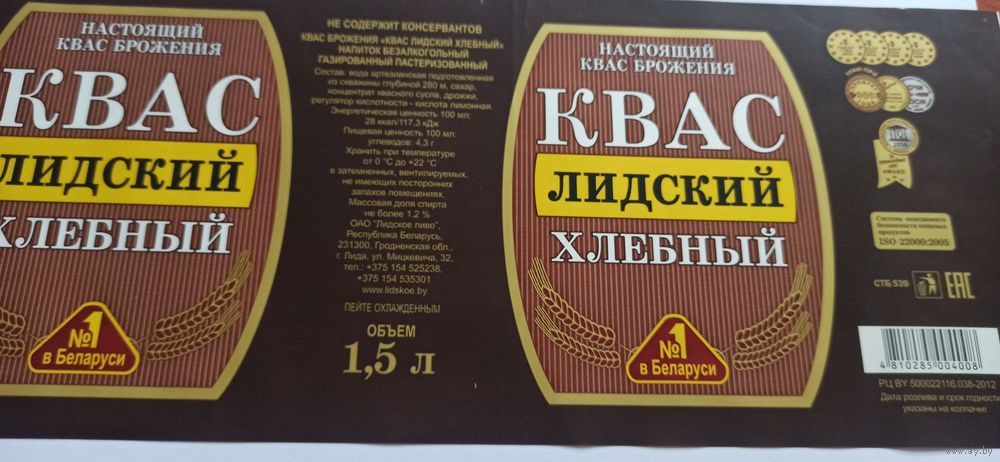 НАСТОЯЩИЙ
КВАС БРОЖЕНИЯ
КВАС
ЛИДСКИЙ
ХЛЕБНЫЙ
№1
в Беларуси
НЕ СОДЕРЖИТ КОНСЕРВАНТОВ
КВАС БРОЖЕНИЯ «КВАС ЛИДСКИЙ ХЛЕБНЫЙ»
НАПИТОК БЕЗАЛКОГОЛЬНЫЙ
ГАЗИРОВАННЫЙ ПАСТЕРИЗОВАННЫЙ
Состав: вода артезианская подготовленная
из скважины глубиной 280 м, сахар,
концентрат квасного сусла, дрожжи,
регулятор кислотности - кислота лимонная.
Энергетическая ценность 100 мл:
28 ккал/117,3 кДж
Пищевая ценность 100 мл:
углеводов: 4,3 г
Хранить при температуре
от 0 °С до +22 °С
в затемненных, вентилируемых,
не имеющих посторонних
запахов помещениях.
Массовая доля спирта
не более 1,2 %
ОАО "Лидское пиво",
Республика Беларусь,
231300, Гродненская обл.,
г. Лида, ул. Мицкевича, 32,
тел.: +375 154 525238,
+375 154 535301
www.lidskoe.by
ПЕЙТЕ ОХЛАЖДЕННЫМ
ОБЪЕМ
1,5 л
НАСТОЯЩИЙ
КВАС БРОЖЕНИЯ
КВАС
ЛИДСКИЙ
ХЛЕБНЫЙ
№1
в Беларуси
ГРАН-ПРИ
AWARD
Система менеджмента
безопасности пищевых
продуктов
ISO 22000:2005
СТБ 539
EAC
4 810285 004008
РЦ BY 500022116.038-2012
Дата розлива и срок годности
указаны на колпачке
www.ay.by